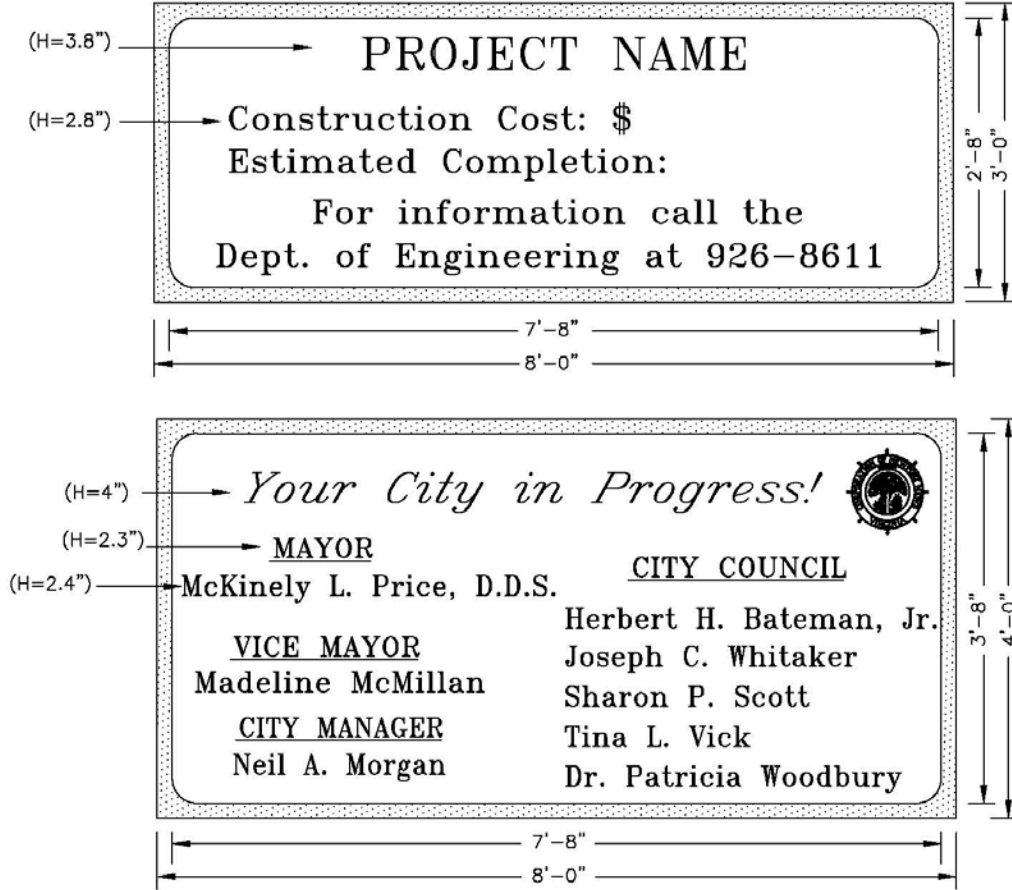 (H=3.8")
PROJECT NAME
(H=2.8")
Construction Cost: $
Estimated Completion:
For information call the
Dept. of Engineering at 926-8611
2'-8"
3'-0"
7'-8"
8'-0"
(H=4")
Your City in Progress!
(H=2.3")
MAYOR
(H=2.4")
McKinely L. Price, D.D.S.
VICE MAYOR
Madeline McMillan
CITY MANAGER
Neil A. Morgan
CITY COUNCIL
Herbert H. Bateman, Jr.
Joseph C. Whitaker
Sharon P. Scott
Tina L. Vick
Dr. Patricia Woodbury
VIRGINIA
3'-8"
4'-0"
7'-8"
8'-0"